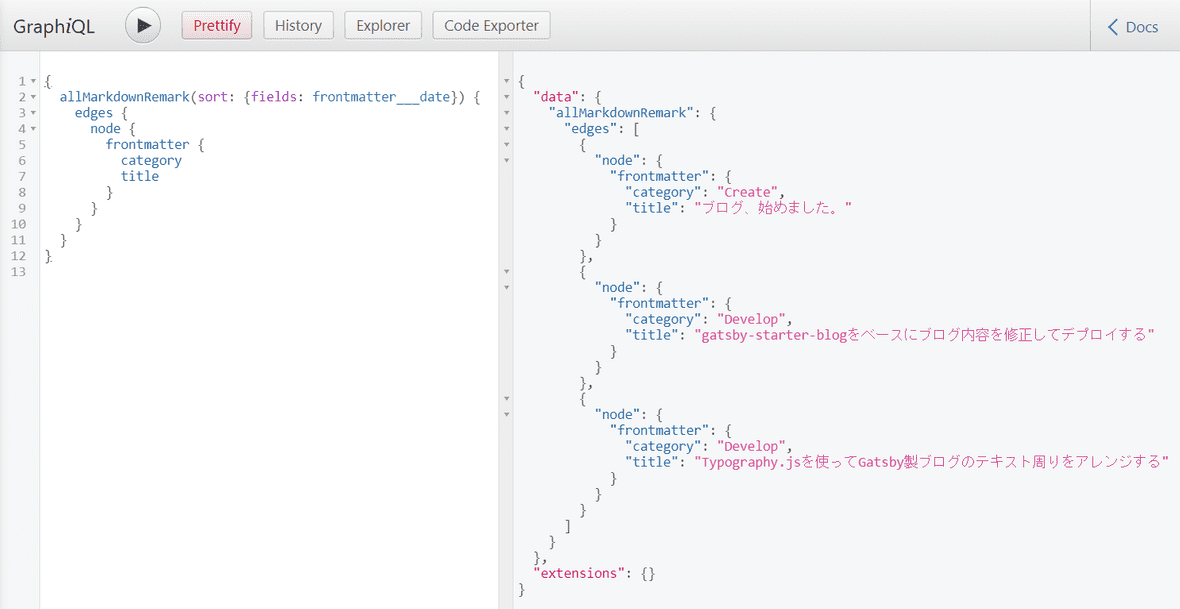 GraphiQL
Prettify
History
Explorer
Code Exporter
Docs
1 {
2 allMarkdownRemark(sort: {fields: frontmatter___date}) {
3 edges {
4 node {
5 frontmatter {
6 category
7 title
8 }
9 }
10 }
11 }
12 }
13
{
"data": {
"allMarkdownRemark": {
"edges": [
{
"node": {
"frontmatter": {
"category": "Create",
"title": "ブログ、始めました。"
}
}
},
{
"node": {
"frontmatter": {
"category": "Develop",
"title": "gatsby-starter-blogをベースにブログ内容を修正してデプロイする"
}
}
},
{
"node": {
"frontmatter": {
"category": "Develop",
"title": "Typography.jsを使ってGatsby製ブログのテキスト周りをアレンジする"
}
}
}
]
}
},
"extensions": {}
}